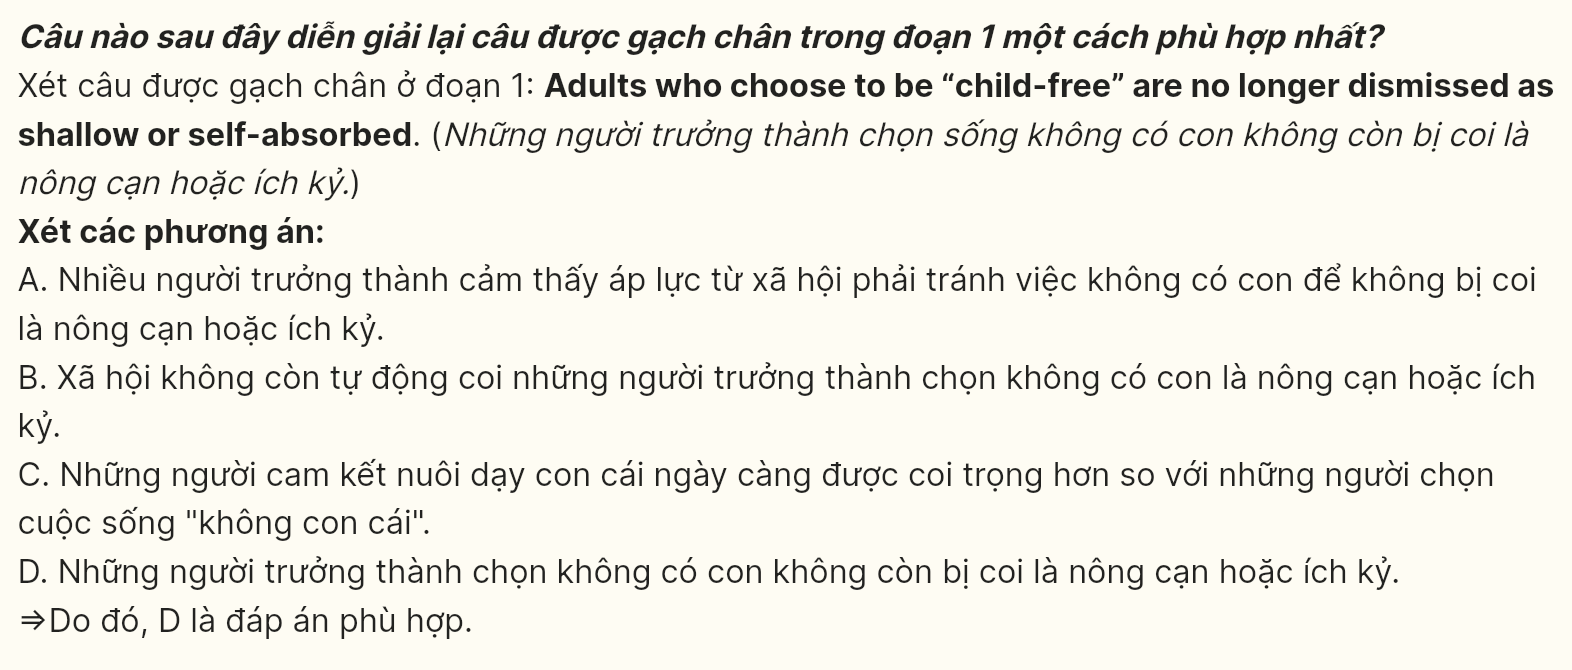 Câu nào sau đây diễn giải lại câu được gạch chân trong đoạn 1 một cách phù hợp nhất?
Xét câu được gạch chân ở đoạn 1: Adults who choose to be “child-free” are no longer dismissed as
shallow or self-absorbed. (Những người trưởng thành chọn sống không có con không còn bị coi là
nông cạn hoặc ích kỷ.)
Xét các phương án:
A. Nhiều người trưởng thành cảm thấy áp lực từ xã hội phải tránh việc không có con để không bị coi
là nông cạn hoặc ích kỷ.
B. Xã hội không còn tự động coi những người trưởng thành chọn không có con là nông cạn hoặc ích
kỷ.
C. Những người cam kết nuôi dạy con cái ngày càng được coi trọng hơn so với những người chọn
cuộc sống "không con cái".
D. Những người trưởng thành chọn không có con không còn bị coi là nông cạn hoặc ích kỷ.
⇒Do đó, D là đáp án phù hợp.